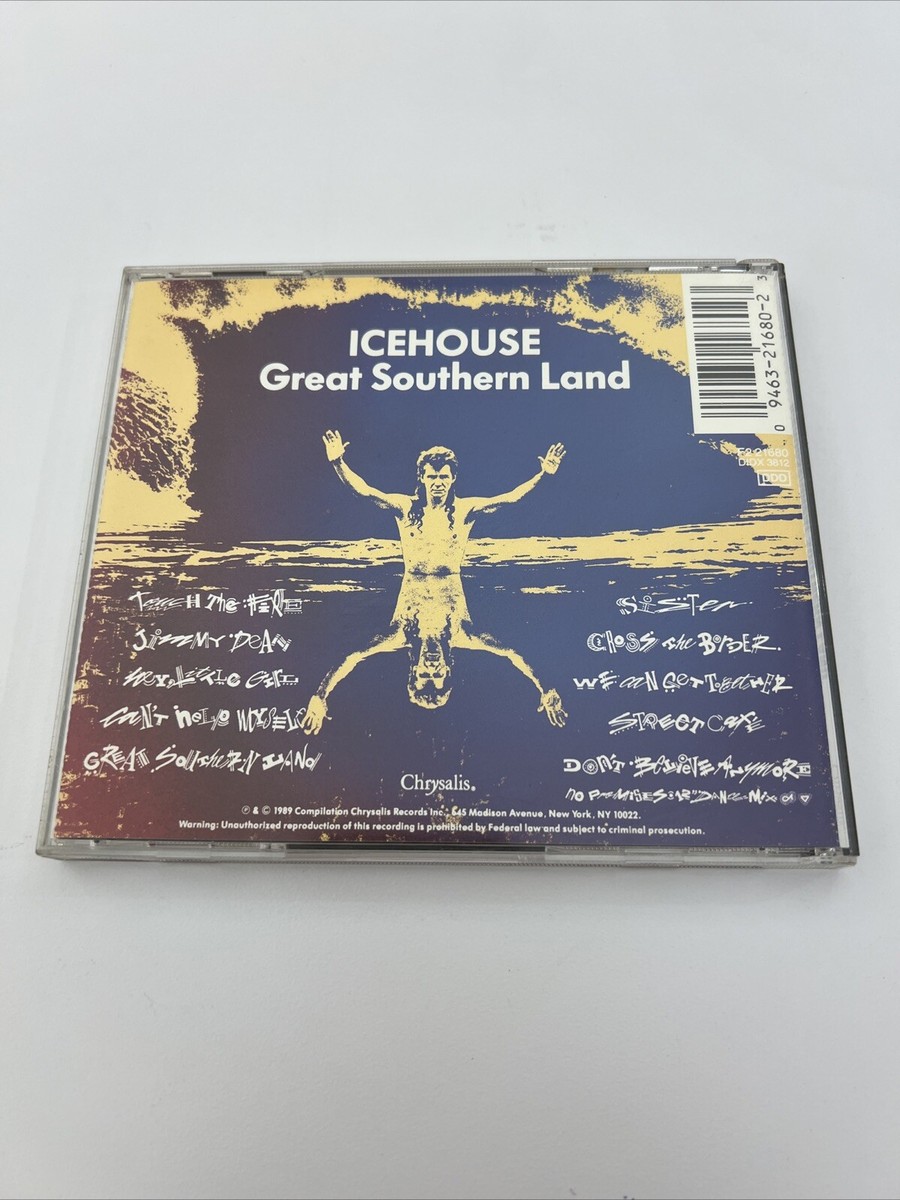 ICEHOUSE
Great Southern Land
0 9463-21680-2 3
F2 21680
DIDX 3812
DDD
Touch The Fire
Jimmy Dean
Hey, Little Girl
Can't Help Myself
Great Southern Land
Sister
Cross the Border.
We Can Get Together
Street Cafe
Don't Believe Anymore
No Promises "Dance Mix
Chrysalis.
℗ & © 1989 Compilation Chrysalis Records Inc., 645 Madison Avenue, New York, NY 10022.
Warning: Unauthorized reproduction of this recording is prohibited by Federal law and subject to criminal prosecution.